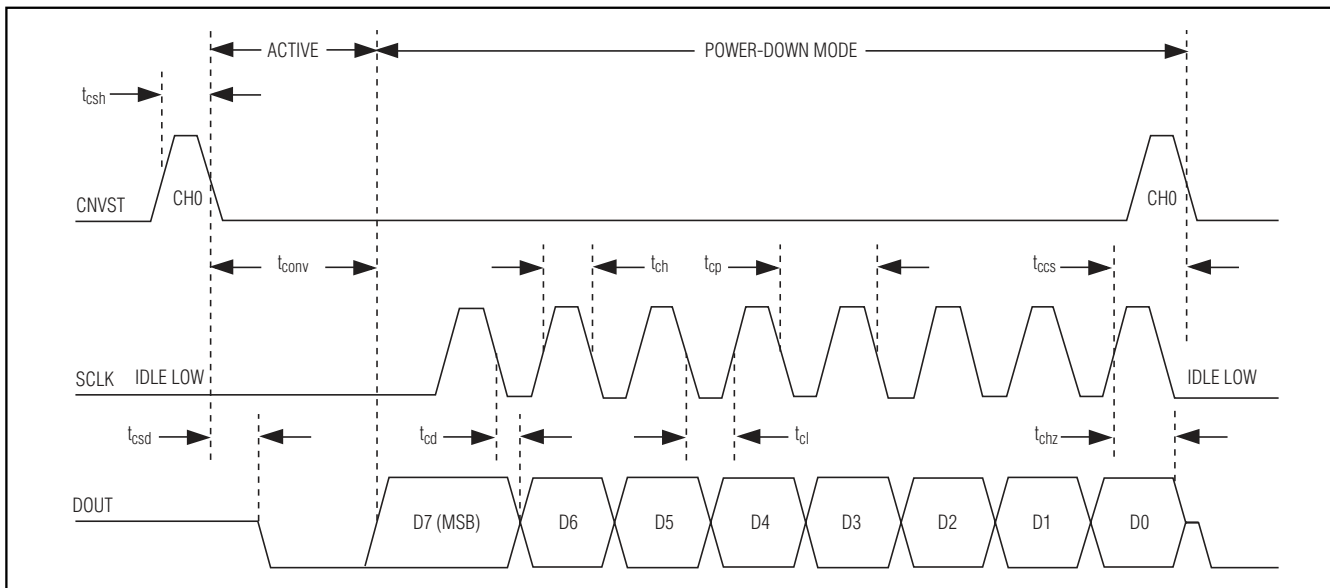 ACTIVE
POWER-DOWN MODE
tcsh
CNVST
CH0
CH0
tconv
tch
tcp
tccs
SCLK
IDLE LOW
IDLE LOW
tcsd
tcd
tcl
tchz
DOUT
D7 (MSB)
D6
D5
D4
D3
D2
D1
D0